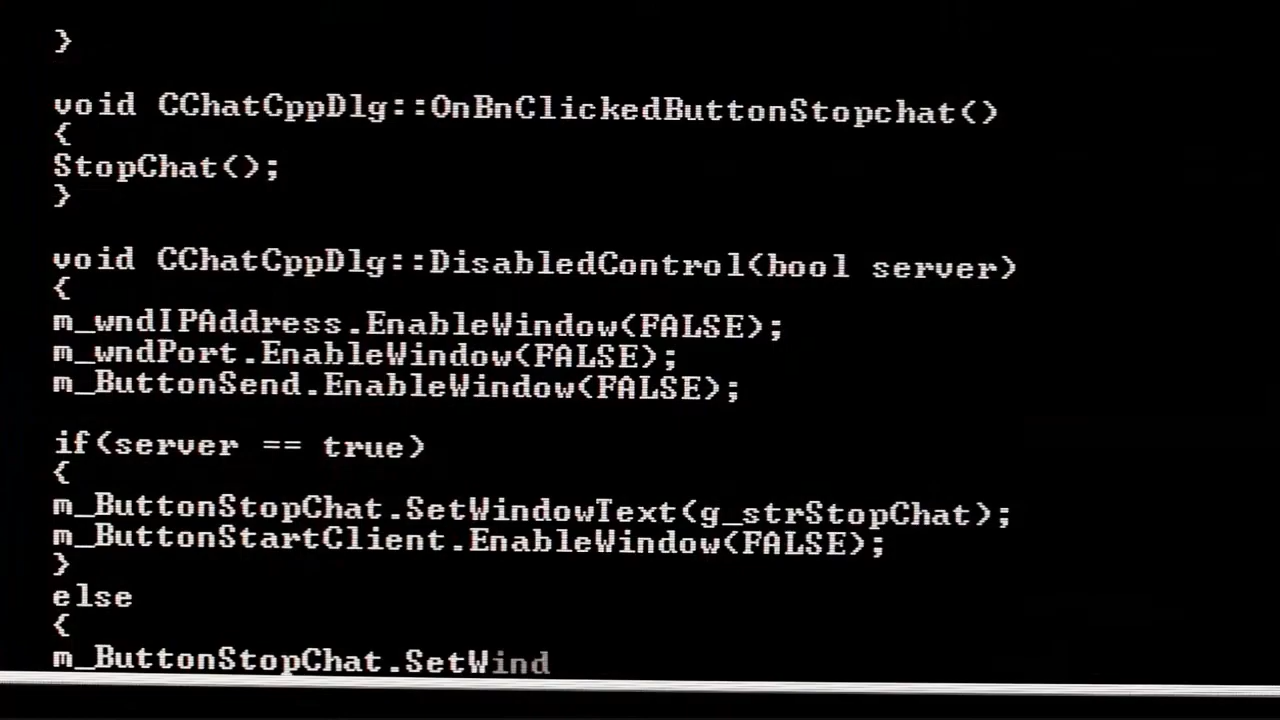 }
void CChatCppDlg::OnBnClickedButtonStopchat()
{
StopChat();
}
void CChatCppDlg::DisabledControl(bool server)
{
m_wndIPAddress.EnableWindow(FALSE);
m_wndPort.EnableWindow(FALSE);
m_ButtonSend.EnableWindow(FALSE);
if(server == true)
{
m_ButtonStopChat.SetWindowText(g_strStopChat);
m_ButtonStartClient.EnableWindow(FALSE);
}
else
{
m_ButtonStopChat.SetWind